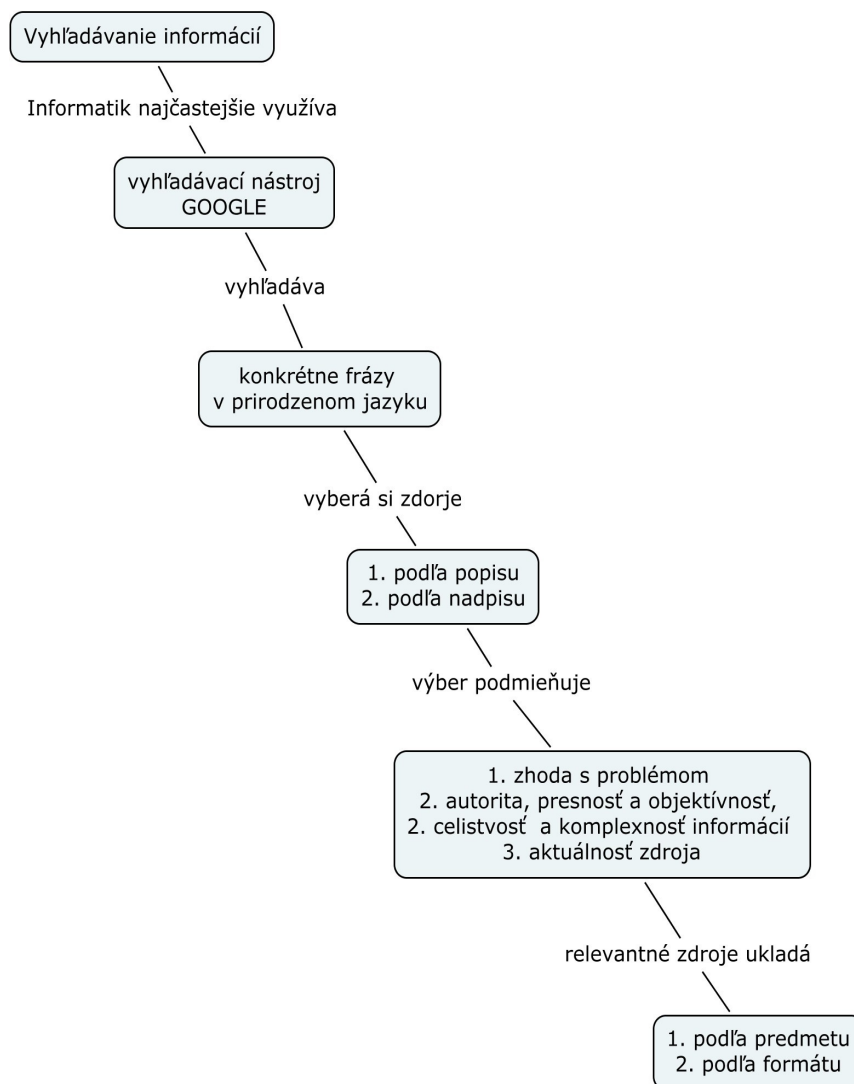 Vyhľadávanie informácií
Informatik najčastejšie využíva
vyhľadávací nástroj
GOOGLE
vyhľadáva
konkrétne frázy
v prirodzenom jazyku
vyberá si zdorje
1. podľa popisu
2. podľa nadpisu
výber podmieňuje
1. zhoda s problémom
2. autorita, presnosť a objektívnosť,
2. celistvosť a komplexnosť informácií
3. aktuálnosť zdroja
relevantné zdroje ukladá
1. podľa predmetu
2. podľa formátu